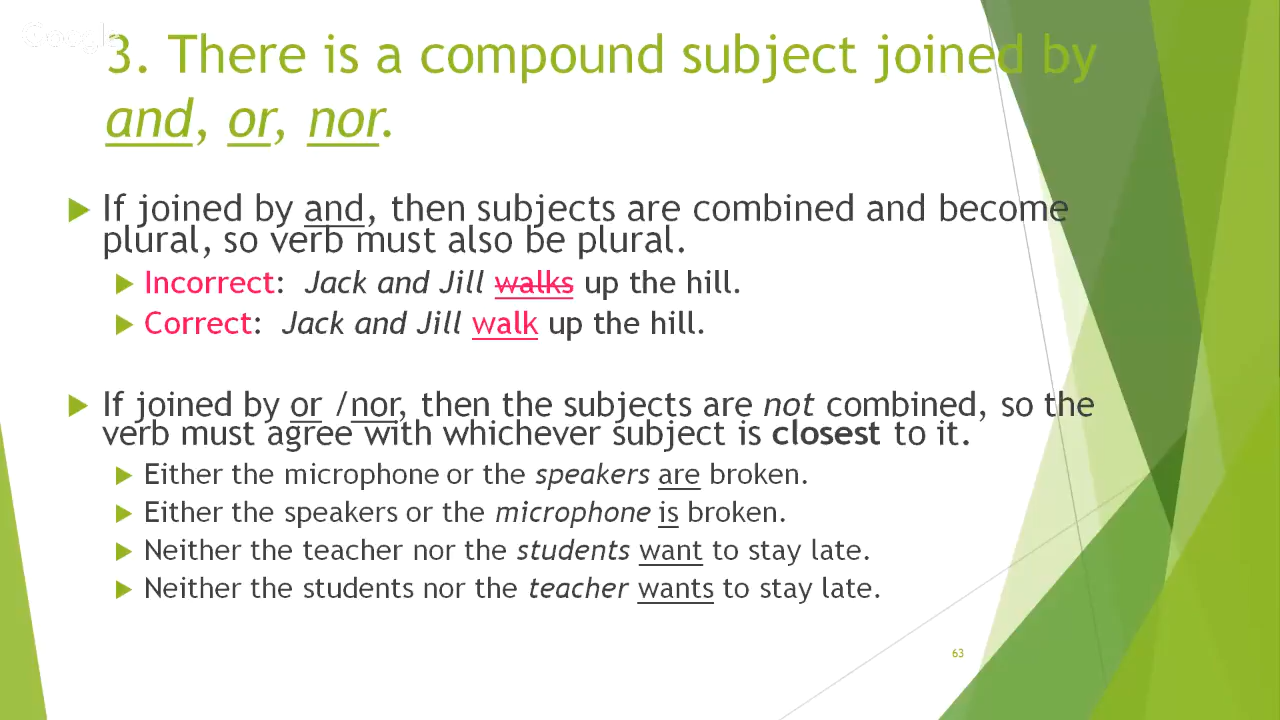 Google
3. There is a compound subject joined by
and, or, nor.
If joined by and, then subjects are combined and become
plural, so verb must also be plural.
Incorrect: Jack and Jill walks up the hill.
Correct: Jack and Jill walk up the hill.
If joined by or /nor, then the subjects are not combined, so the
verb must agree with whichever subject is closest to it.
Either the microphone or the speakers are broken.
Either the speakers or the microphone is broken.
Neither the teacher nor the students want to stay late.
Neither the students nor the teacher wants to stay late.
63